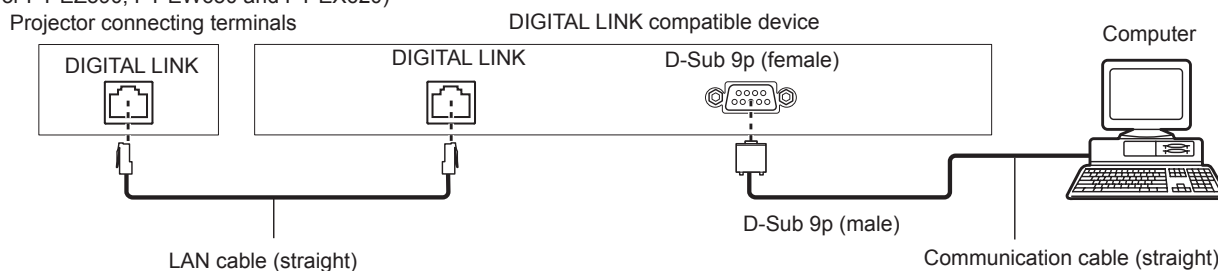 Projector connecting terminals
DIGITAL LINK compatible device
Computer
DIGITAL LINK
DIGITAL LINK
D-Sub 9p (female)
D-Sub 9p (male)
LAN cable (straight)
Communication cable (straight)